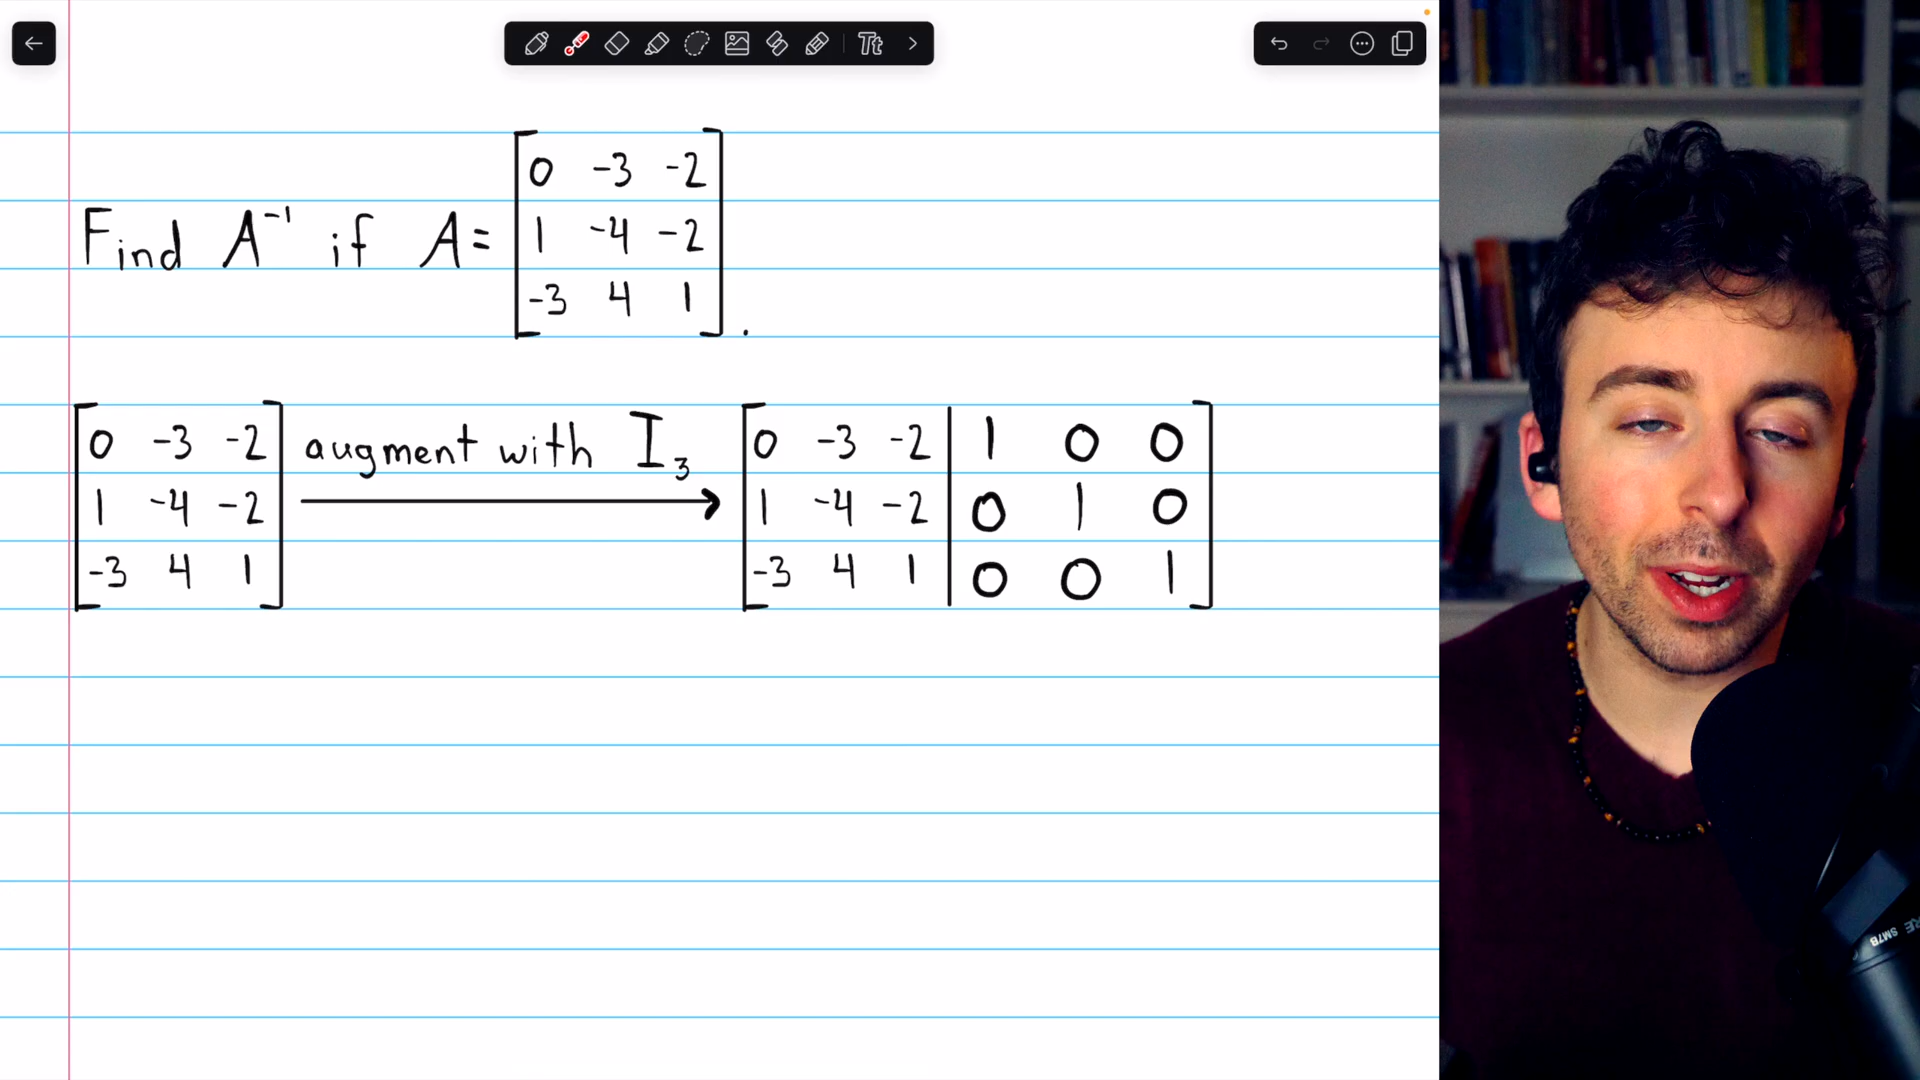 Find A⁻¹ if A = [0 -3 -2
1 -4 -2
-3 4 1].
[0 -3 -2] augment with I₃ [0 -3 -2 | 1 0 0]
[1 -4 -2] → [1 -4 -2 | 0 1 0]
[-3 4 1] [-3 4 1 | 0 0 1]
Tt
SM7B